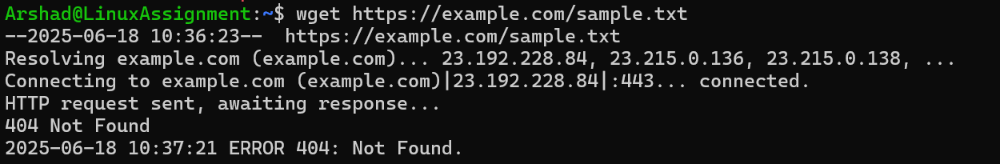 Arshad@LinuxAssignment:~$ wget https://example.com/sample.txt
--2025-06-18 10:36:23--  https://example.com/sample.txt
Resolving example.com (example.com)... 23.192.228.84, 23.215.0.136, 23.215.0.138, ...
Connecting to example.com (example.com)|23.192.228.84|:443... connected.
HTTP request sent, awaiting response...
404 Not Found
2025-06-18 10:37:21 ERROR 404: Not Found.